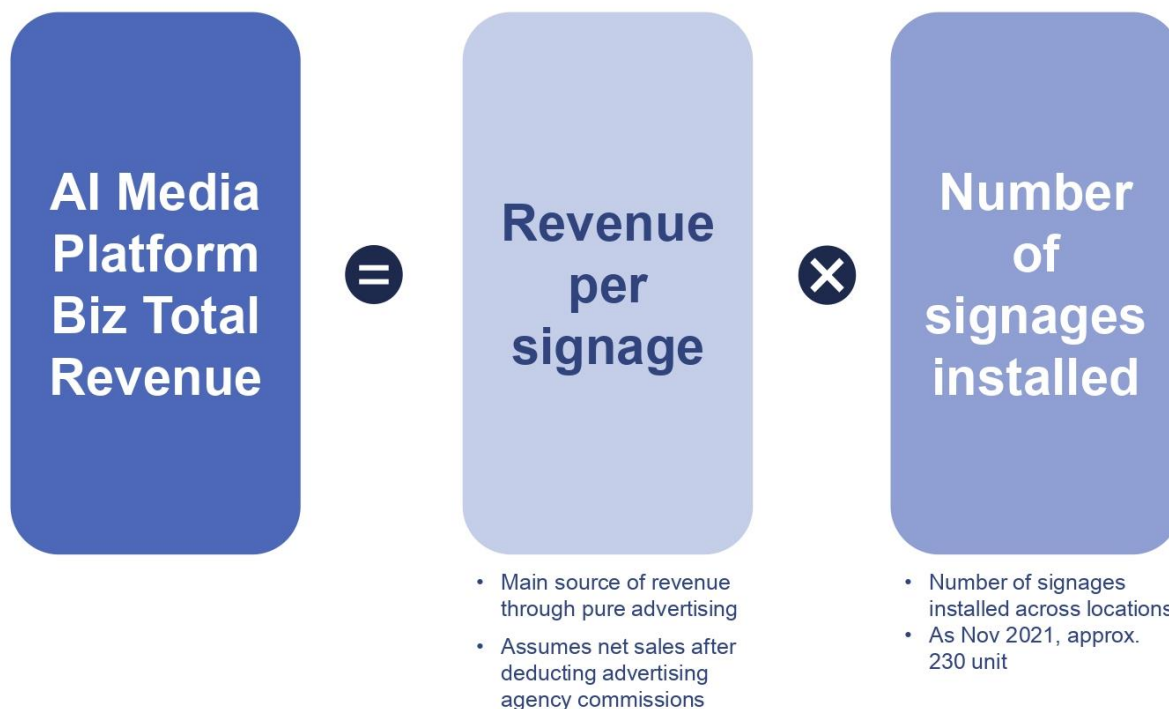 AI Media
Platform
Biz Total
Revenue
=
Revenue
per
signage
×
Number
of
signages
installed
• Main source of revenue
through pure advertising
• Assumes net sales after
deducting advertising
agency commissions
• Number of signages
installed across locations
• As Nov 2021, approx.
230 unit